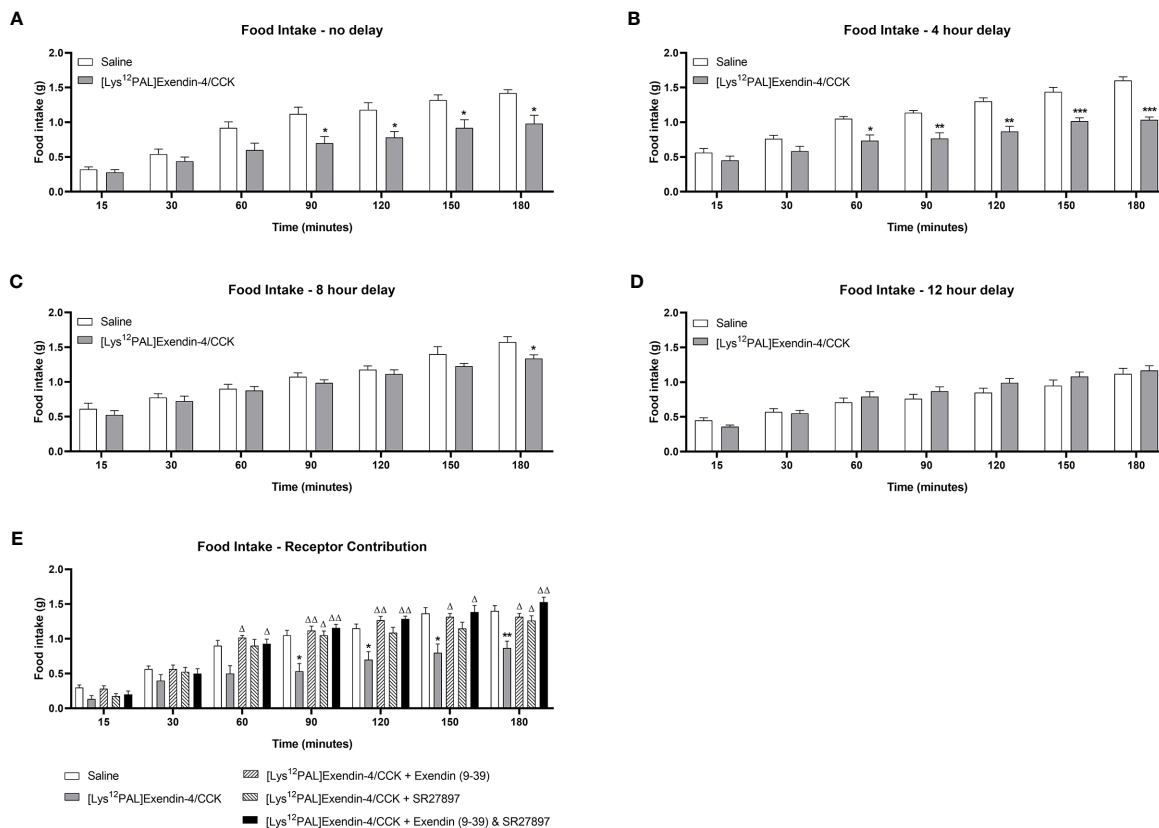 A
Food Intake - no delay
Saline
[Lys12PAL]Exendin-4/CCK
Food intake (g)
2.0
1.5
1.0
0.5
0.0
* * * *
15 30 60 90 120 150 180
Time (minutes)
B
Food Intake - 4 hour delay
Saline
[Lys12PAL]Exendin-4/CCK
Food intake (g)
2.0
1.5
1.0
0.5
0.0
* ** ** *** ***
15 30 60 90 120 150 180
Time (minutes)
C
Food Intake - 8 hour delay
Saline
[Lys12PAL]Exendin-4/CCK
Food intake (g)
2.0
1.5
1.0
0.5
0.0
*
15 30 60 90 120 150 180
Time (minutes)
D
Food Intake - 12 hour delay
Saline
[Lys12PAL]Exendin-4/CCK
Food intake (g)
2.0
1.5
1.0
0.5
0.0
15 30 60 90 120 150 180
Time (minutes)
E
Food Intake - Receptor Contribution
Food intake (g)
2.0
1.5
1.0
0.5
0.0
Δ Δ * ΔΔ Δ ΔΔ * ΔΔ ΔΔ * Δ Δ ** Δ Δ ΔΔ
15 30 60 90 120 150 180
Time (minutes)
Saline
[Lys12PAL]Exendin-4/CCK
[Lys12PAL]Exendin-4/CCK + Exendin (9-39)
[Lys12PAL]Exendin-4/CCK + SR27897
[Lys12PAL]Exendin-4/CCK + Exendin (9-39) & SR27897